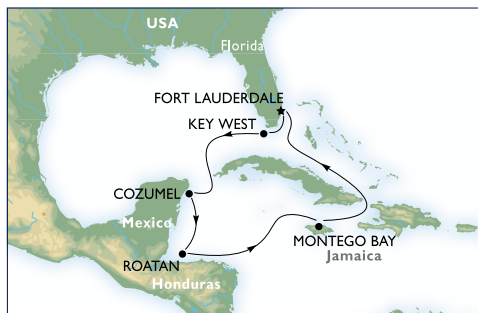 USA
Florida
FORT LAUDERDALE
KEY WEST
COZUMEL
Mexico
MONTEGO BAY
Jamaica
ROATAN
Honduras